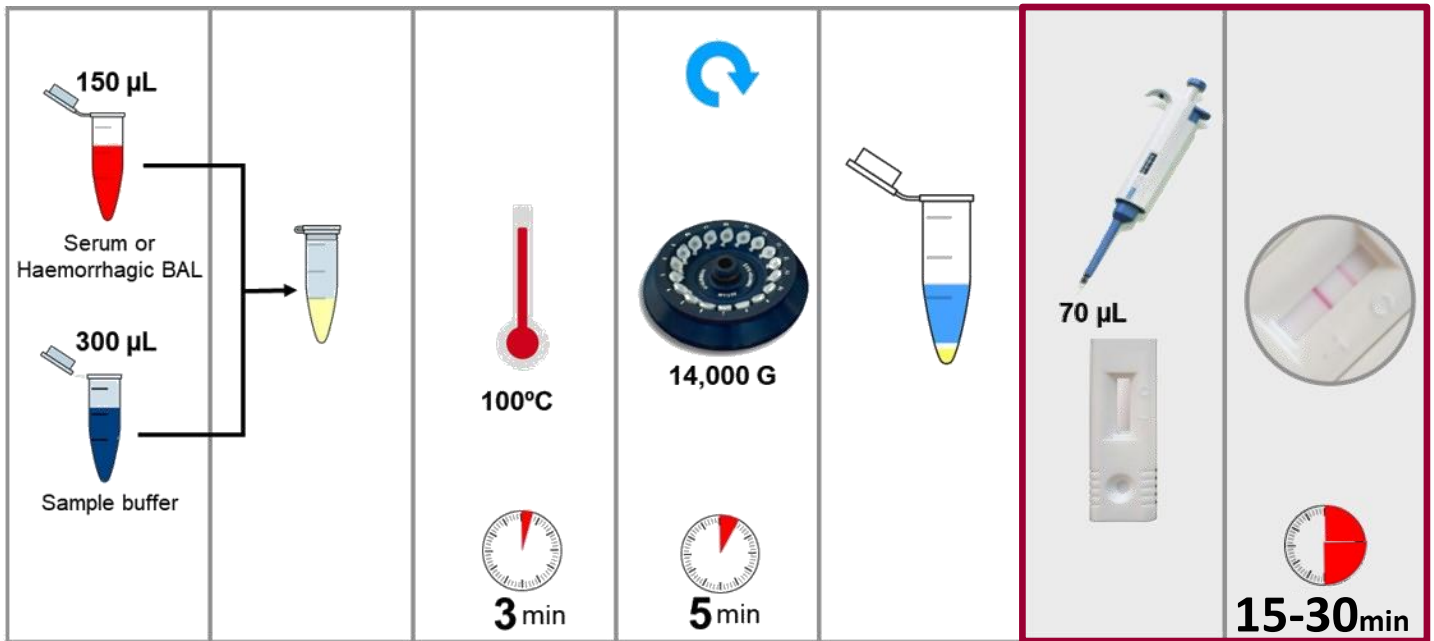 150 µL
Serum or
Haemorrhagic BAL
300 µL
Sample buffer
100ºC
3 min
14,000 G
5 min
70 µL
15-30min